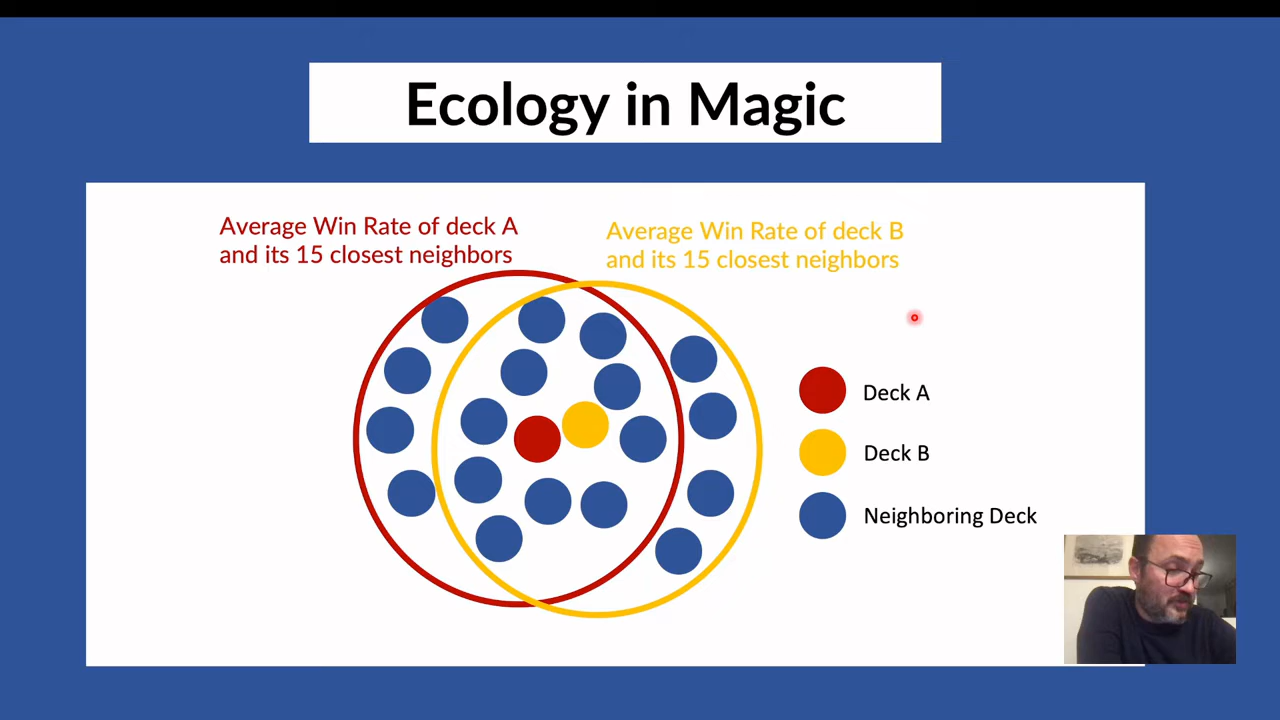 Ecology in Magic
Average Win Rate of deck A
and its 15 closest neighbors
Average Win Rate of deck B
and its 15 closest neighbors
Deck A
Deck B
Neighboring Deck